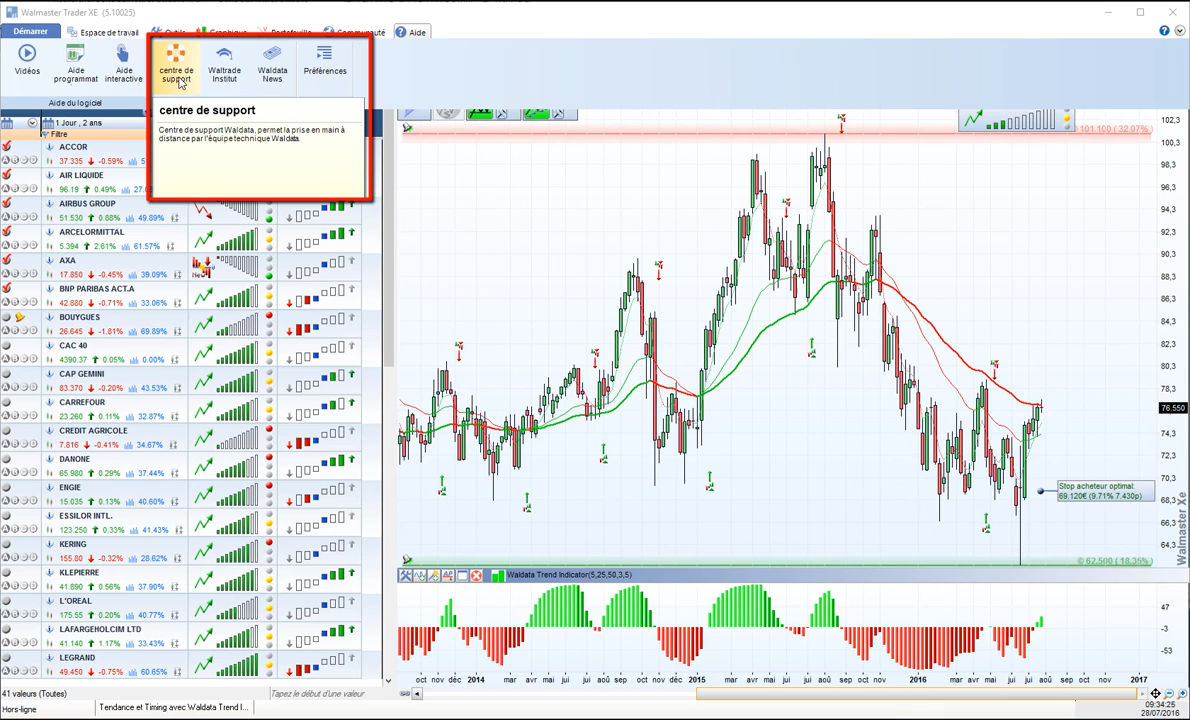 Walmaster Trader XE (5.10025)
Démarrer
Espace de travail
Outils
Graphique
Portefeuille
Communauté
Aide
Vidéos
Aide programmat
Aide interactive
centre de support
Waltrade Institut
Waldata News
Préférences
Aide du logiciel
centre de support
Centre de support Waldata, permet la prise en main à
distance par l'équipe technique Waldata.
1 Jour , 2 ans
Filtre
ACCOR
37.335 -0.59%
AIR LIQUIDE
96.19 0.49%
AIRBUS GROUP
51.530 0.88% 49.89%
ARCELORMITTAL
5.394 2.61% 61.57%
AXA
17.850 -0.45% 39.09%
BNP PARIBAS ACT.A
42.880 -0.71% 33.06%
BOUYGUES
26.645 -1.81% 69.89%
CAC 40
4390.37 0.05% 0.00%
CAP GEMINI
83.370 -0.20% 43.53%
CARREFOUR
23.260 0.11% 32.87%
CREDIT AGRICOLE
7.816 -0.41% 34.67%
DANONE
65.980 0.29% 37.44%
ENGIE
15.035 0.13% 40.60%
ESSILOR INTL.
123.250 0.33% 41.43%
KERING
155.80 -0.32% 28.62%
KLEPIERRE
41.890 0.56% 37.90%
L'OREAL
175.55 0.20% 40.77%
LAFARGEHOLCIM LTD
41.140 1.17% 33.43%
LEGRAND
49.450 -0.75% 60.65%
41 valeurs (Toutes)
Tapez le début d'une valeur
Hors-ligne
Tendance et Timing avec Waldata Trend I...
101.100 (32.07%)
102,3
100,3
98,3
96,3
94,3
92,3
90,3
88,3
86,3
84,3
82,3
80,3
78,3
76.550
74,3
72,3
70,3
68,3
66,3
64,3
Stop acheteur optimal:
69.120€ (9.71% 7.430p)
© 62.500 (18.35%)
Walmaster Xe
Waldata Trend Indicator(5,25,50,3,5)
47
-3
-53
oct nov déc 2014 mar avr mai jui jui aoû sep oct nov déc 2015 mar avr mai jui jui aoû sep oct nov 2016 mar avr mai jui jui aoû sep oct nov 2017
09:34:25
28/07/2016